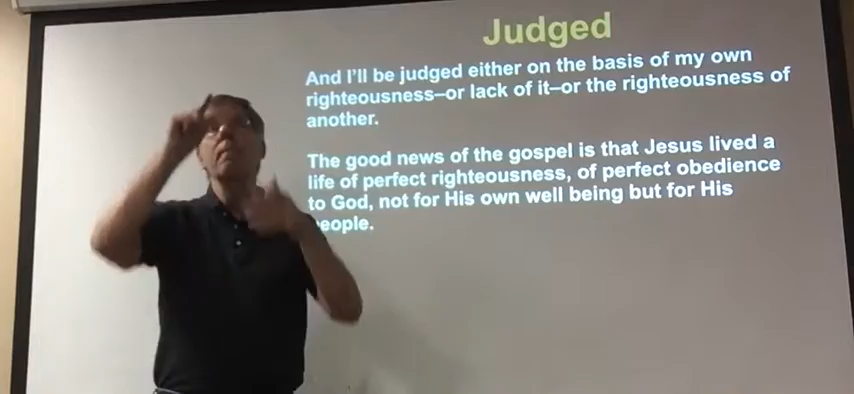 Judged
And I'll be judged either on the basis of my own
righteousness–or lack of it–or the righteousness of
another.
The good news of the gospel is that Jesus lived a
life of perfect righteousness, of perfect obedience
to God, not for His own well being but for His
people.